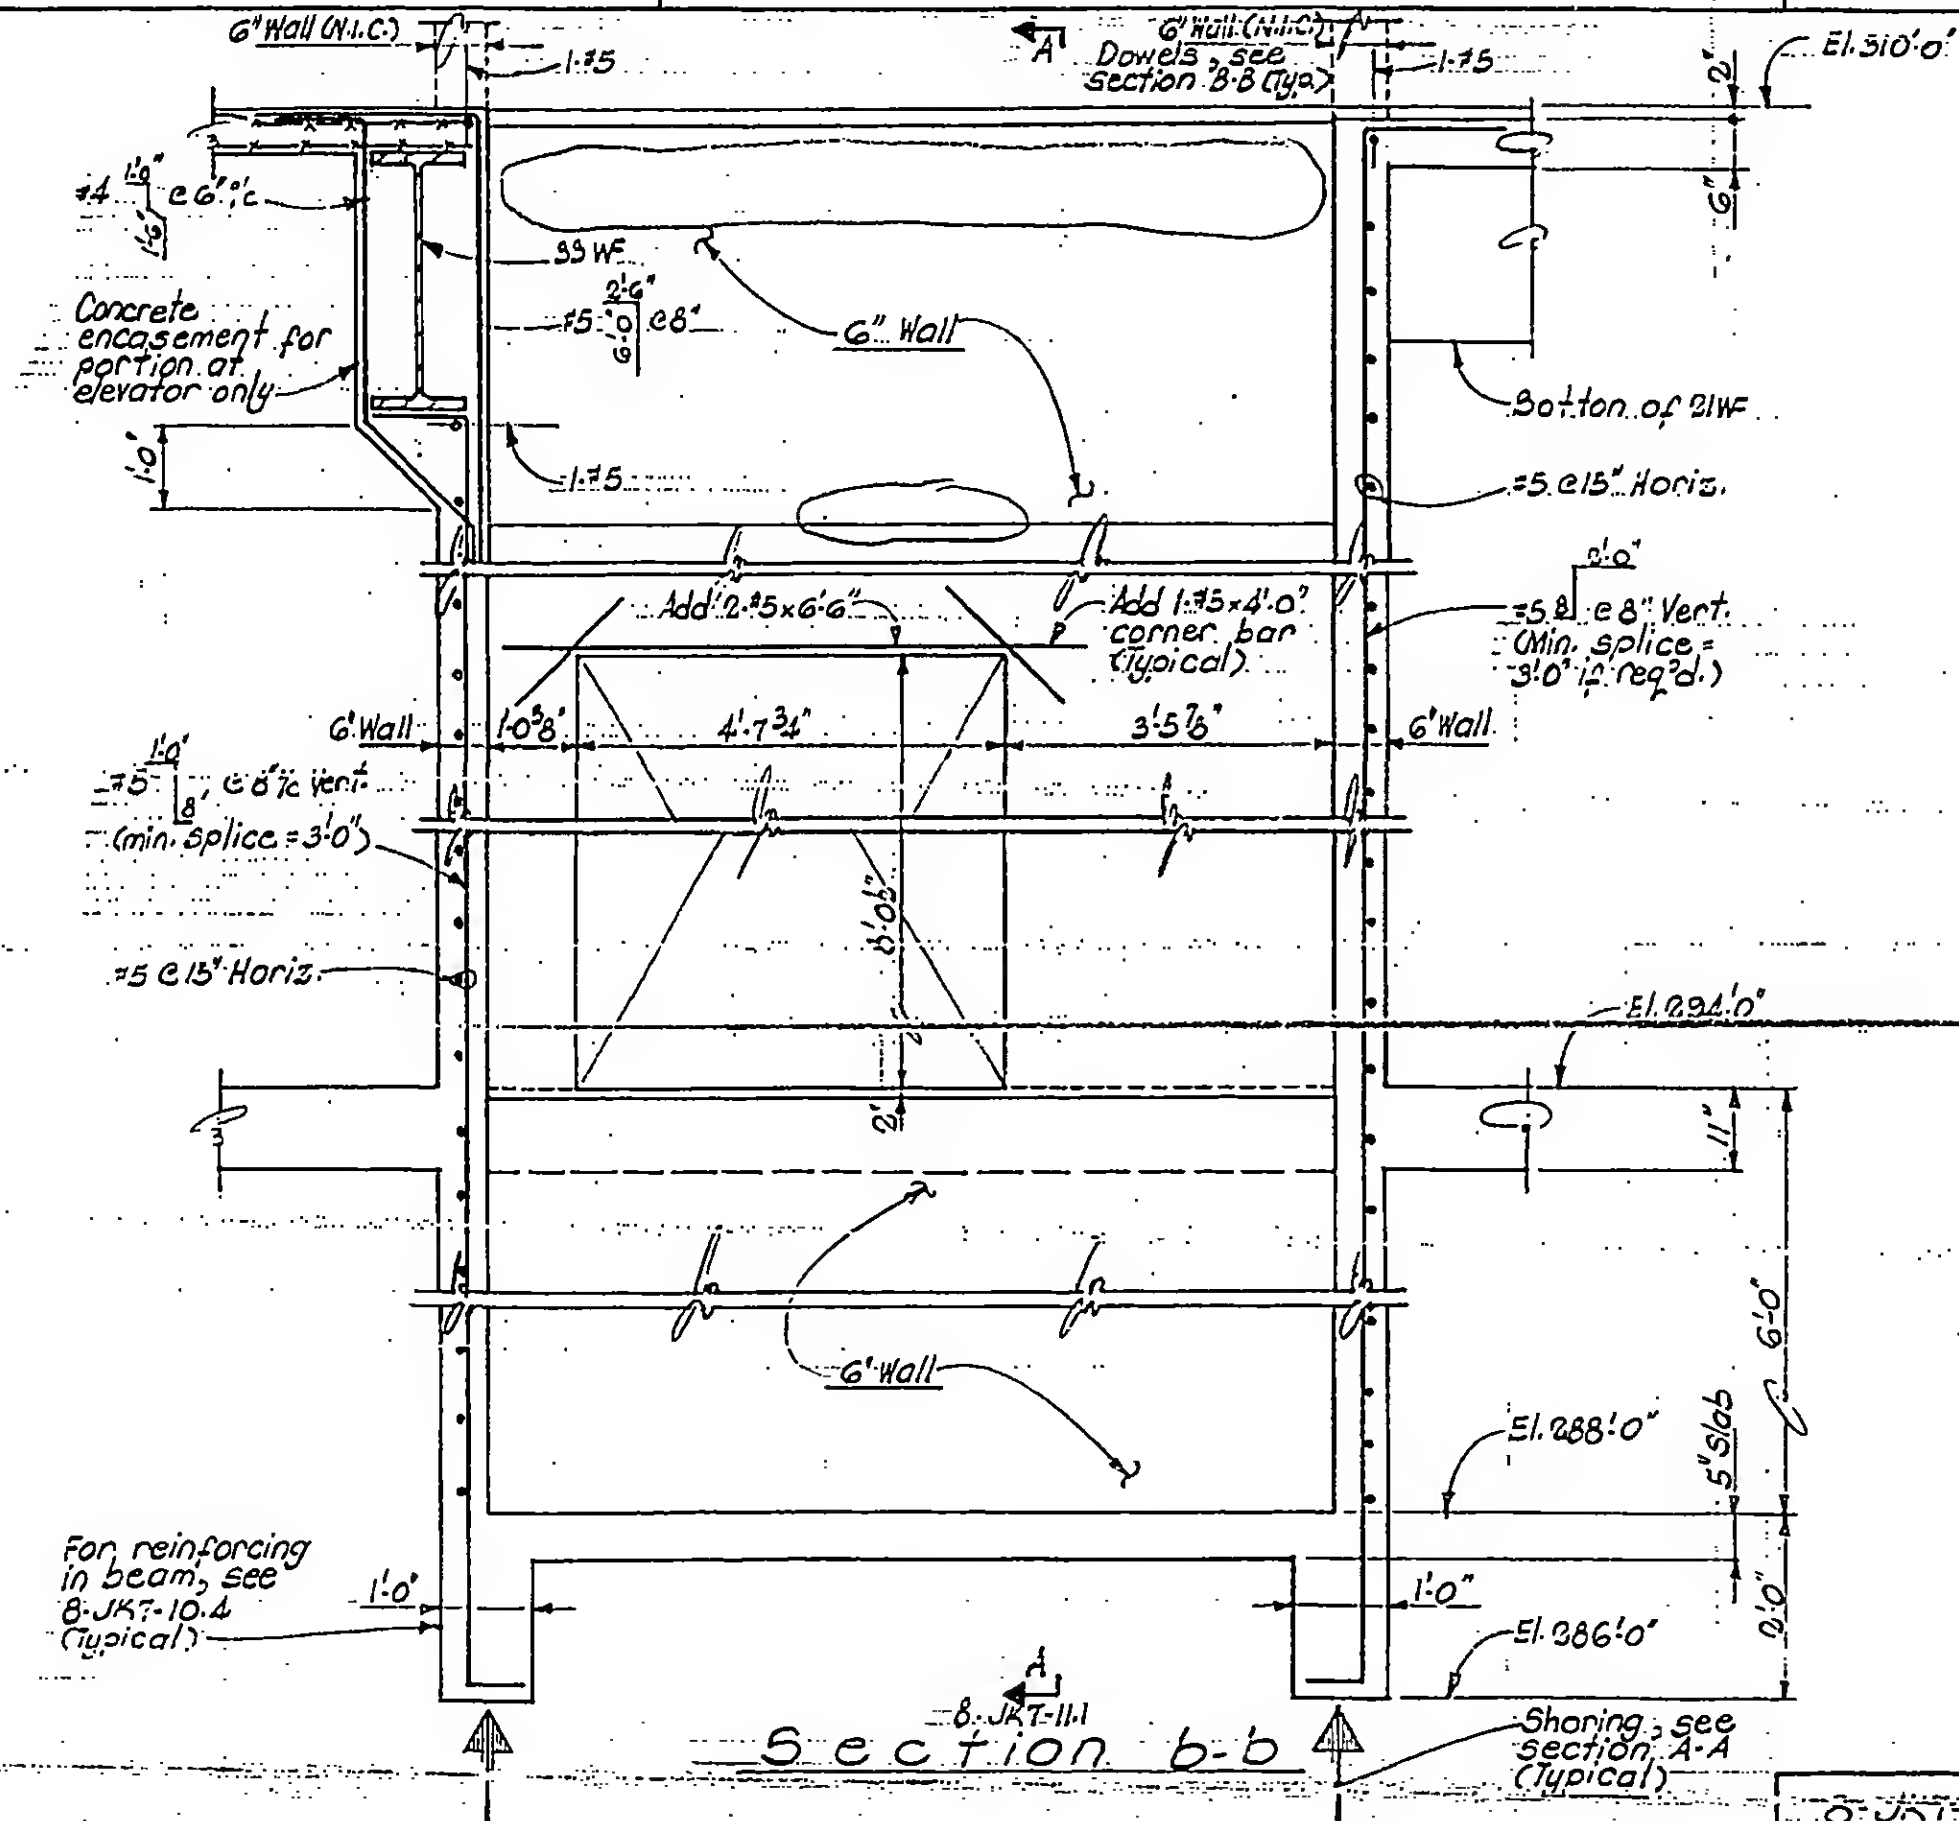 6" Wall (N.I.C.)
1-#5
A
6" Wall (N.I.C.)
Dowels, see
section B-B (Typ.)
1-#5
2"
El. 310'-0"
#4 1'-0" 1'-6" @ 6" c/c
6"
33 WF
#5 2'-6" 6'-0" @ 8"
6" Wall
Concrete
encasement for
portion at
elevator only
Bottom of 21WF
1'-0"
1-#5
#5 @ 15" Horiz.
Add 2-#5x6'-6"
Add 1-#5x4'-0"
corner bar
(Typical)
#5 8 @ 8" Vert.
(Min. splice =
3'-0" if req'd.)
6" Wall
1'-0 3/8"
4'-7 3/4"
3'-5 7/8"
6" Wall
#5 1'-0" 8 @ 8" c/c Vert.
(min. splice = 3'-0")
#5 @ 15" Horiz.
El. 294'-0"
2"
11"
6'-0"
6" Wall
El. 288'-0"
5" Slab
For reinforcing
in beam, see
8-JK7-10.4
(Typical)
1'-0"
1'-0"
2'-0"
El. 286'-0"
A
8-JK7-11.1
Section b-b
Shoring, see
section A-A
(Typical)